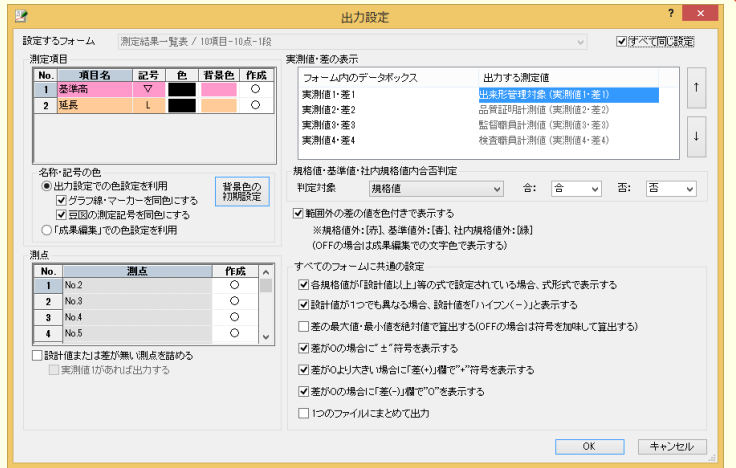 出力設定
? ×
設定するフォーム 測定結果一覧表 / 10項目-10点-1段
すべて同じ設定
測定項目
No. 項目名 記号 色 背景色 作成
1 基準高 ▽ ○
2 延長 L ○
名称・記号の色
出力設定での色設定を利用
グラフ線・マーカーを同色にする
豆図の測定記号を同色にする
「成果編集」での色設定を利用
背景色の
初期設定
測点
No. 測点 作成
1 No.2 ○
2 No.3 ○
3 No.4 ○
4 No.5 ○
設計値または差が無い測点を詰める
実測値1があれば出力する
実測値・差の表示
フォーム内のデータボックス 出力する測定値
実測値1・差1 出来形管理対象 (実測値1・差1)
実測値2・差2 品質証明計測値 (実測値2・差2)
実測値3・差3 監督職員計測値 (実測値3・差3)
実測値4・差4 検査職員計測値 (実測値4・差4)
↑
↓
規格値・基準値・社内規格値内合否判定
判定対象 規格値 合: 合 否: 否
範囲外の差の値を色付きで表示する
※規格値外:[赤]、基準値外:[青]、社内規格値:[緑]
(OFFの場合は成果編集での文字色で表示する)
すべてのフォームに共通の設定
各規格値が「設計値以上」等の式で設定されている場合、式形式で表示する
設計値が1つでも異なる場合、設計値を「ハイフン(-)」と表示する
差の最大値・最小値を絶対値で算出する(OFFの場合は符号を加味して算出する)
差が0の場合に"±"符号を表示する
差が0より大きい場合に「差(+)」欄で"+"符号を表示する
差が0の場合に「差(-)」欄で"0"を表示する
1つのファイルにまとめて出力
OK キャンセル